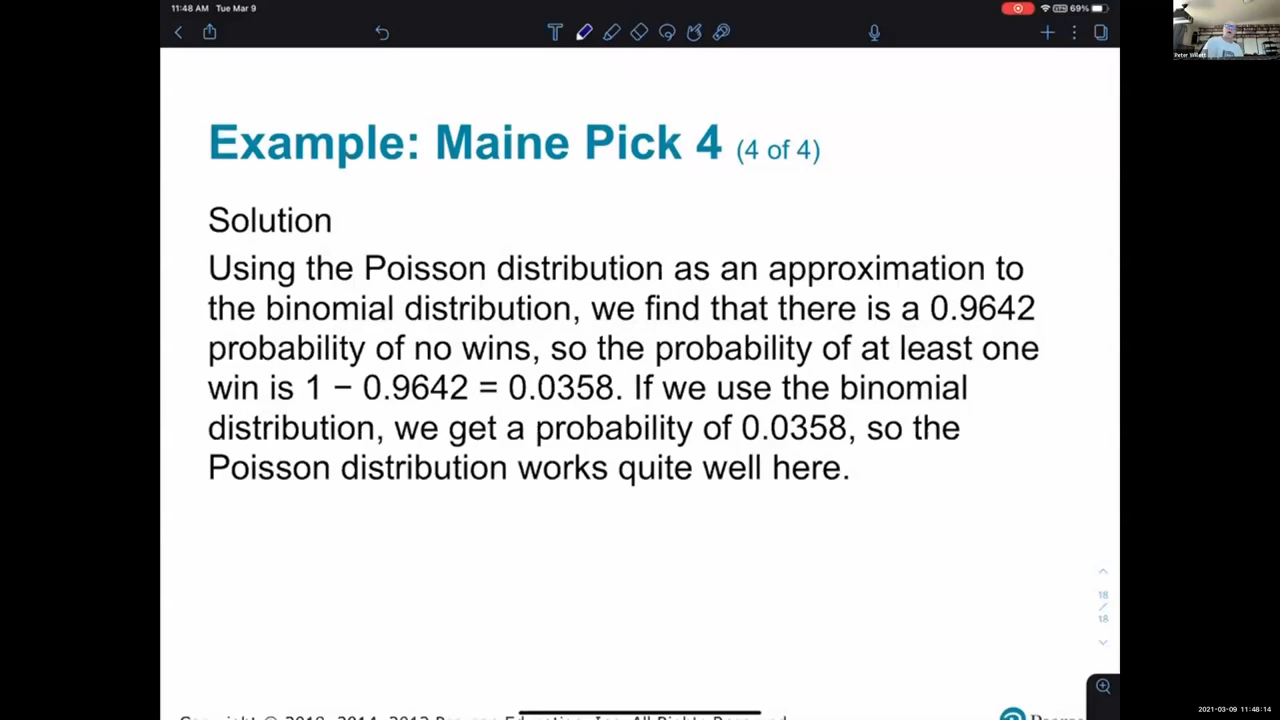 11:48 AM Tue Mar 9
69%
Peter Willett
Example: Maine Pick 4 (4 of 4)
Solution
Using the Poisson distribution as an approximation to
the binomial distribution, we find that there is a 0.9642
probability of no wins, so the probability of at least one
win is 1 − 0.9642 = 0.0358. If we use the binomial
distribution, we get a probability of 0.0358, so the
Poisson distribution works quite well here.
18
/
18
2021-03-09 11:48:14